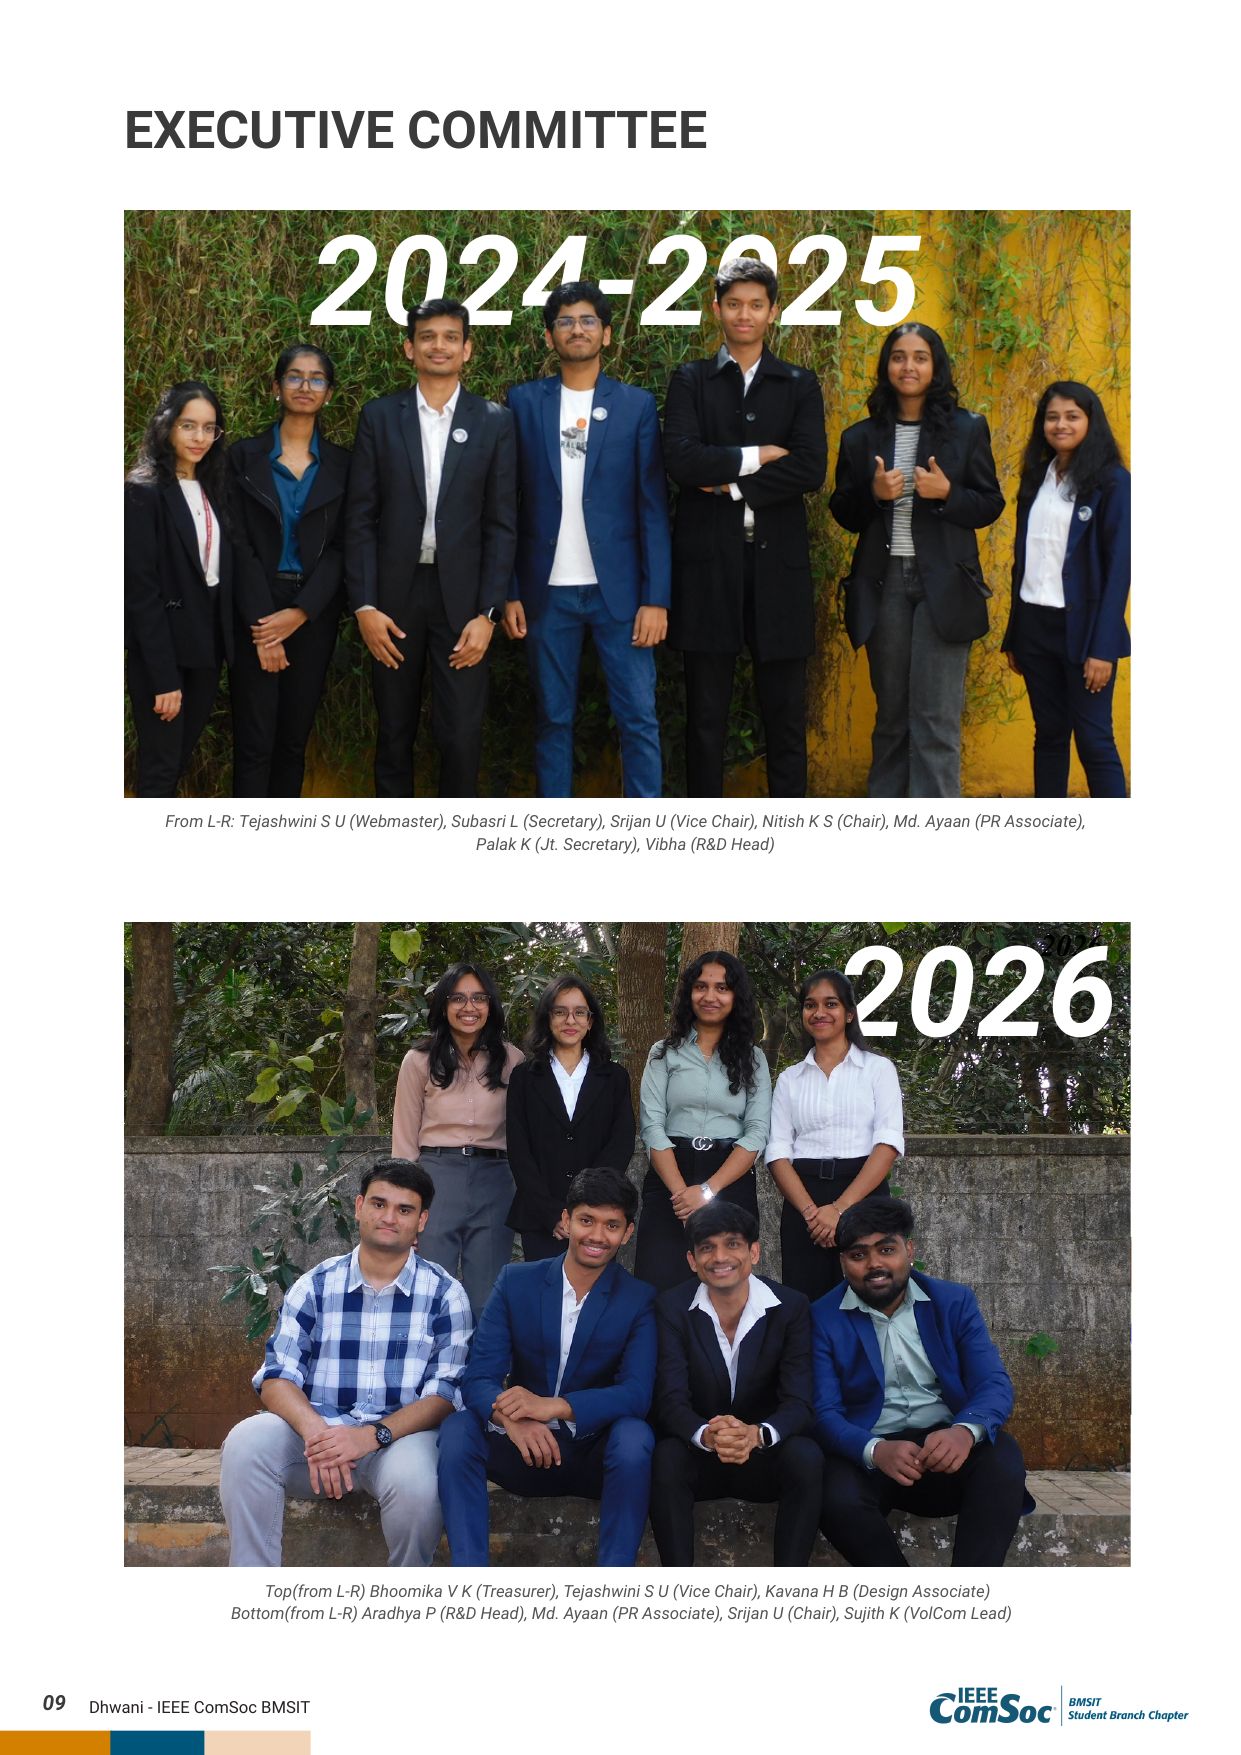 EXECUTIVE COMMITTEE
2024-2025
From L-R: Tejashwini S U (Webmaster), Subasri L (Secretary), Srijan U (Vice Chair), Nitish K S (Chair), Md. Ayaan (PR Associate),
Palak K (Jt. Secretary), Vibha (R&D Head)
2026
Top(from L-R) Bhoomika V K (Treasurer), Tejashwini S U (Vice Chair), Kavana H B (Design Associate)
Bottom(from L-R) Aradhya P (R&D Head), Md. Ayaan (PR Associate), Srijan U (Chair), Sujith K (VolCom Lead)
09
Dhwani - IEEE ComSoc BMSIT
IEEE
ComSoc
BMSIT
Student Branch Chapter